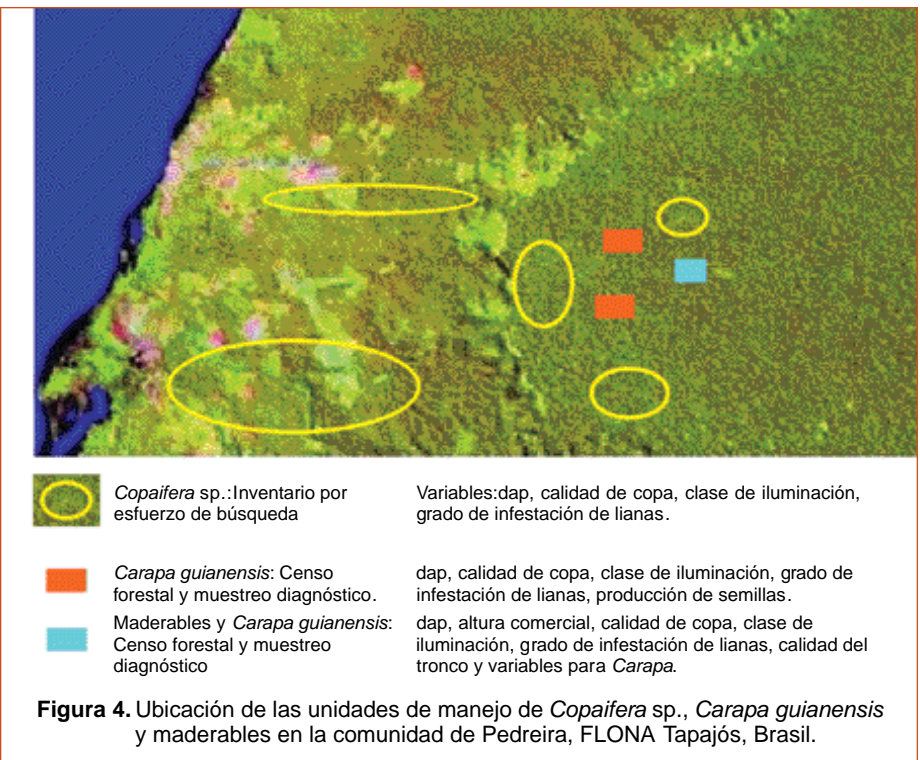 Copaifera sp.:Inventario por
esfuerzo de búsqueda
Variables:dap, calidad de copa, clase de iluminación,
grado de infestación de lianas.
Carapa guianensis: Censo
forestal y muestreo diagnóstico.
dap, calidad de copa, clase de iluminación, grado de
infestación de lianas, producción de semillas.
Maderables y Carapa guianensis:
Censo forestal y muestreo
diagnóstico
dap, altura comercial, calidad de copa, clase de
iluminación, grado de infestación de lianas, calidad del
tronco y variables para Carapa.
Figura 4. Ubicación de las unidades de manejo de Copaifera sp., Carapa guianensis
y maderables en la comunidad de Pedreira, FLONA Tapajós, Brasil.